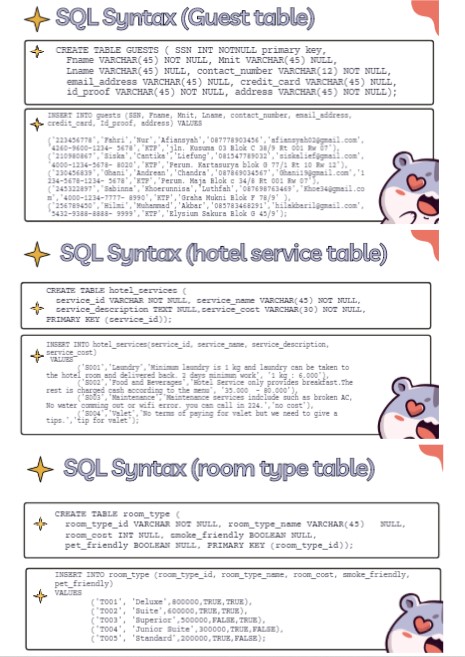 SQL Syntax (Guest table)
CREATE TABLE GUESTS ( SSN INT NOTNULL primary key,
Fname VARCHAR(45) NOT NULL, Mnit VARCHAR(45)
Lname VARCHAR(45) NULL, contact_number VARCHAR(12) NOT NULL,
email_address VARCHAR(45) NULL, credit_card VARCHAR(45) NULL,
id_proof VARCHAR(45) NOT NULL, address VARCHAR(45) NOT NULL);
INSERT INTO guests (SSN, Fname, Mnit, Lname, contact_number, email_address,
credit_card, Id_proof, address) VALUES
('223456778','Fahri','Nur','Afiansyah','087778903456','afiansyah02@gmail.com',
'4260-9600-1234- 5678','KTP','jln. Kusuma 03 Blok C 38/9 Rt 001 Rw 07'),
('210980867','Siska','Cantika','Liefung','081547789032','siskalief@gmail.com',
'4000-1234-5678- 8020','KTP','Perum. Kartasurya blok G 77/1 Rt 10 Rw 12'),
('230456839','Ghani','Andrean','Chandra','087869034567','Ghani19@gmail.com','1
234-5678-1234- 5678','KTP','Perum. Maja Blok c 34/8 Rt 001 Rw 07'),
('245322897','Sabinna','Khoerunnisa','Luthfah','087698763469','Khoe34@gmail.co
m','4000-1234-7777- 8990','KTP','Graha Mukni Blok F 78/9' ),
('256789450','Hilmi','Muhammad','Akbar','085783468291','hilakbaril@gmail.com',
'5432-9388-8888- 9999','KTP','Elysium Sakura Blok G 45/9');
SQL Syntax (hotel service table)
CREATE TABLE hotel_services (
service_id VARCHAR NOT NULL, service_name VARCHAR(45) NOT NULL,
service_description TEXT NULL,service_cost VARCHAR(30) NOT NULL,
PRIMARY KEY (service_id));
INSERT INTO hotel_services(service_id, service_name, service_description,
service_cost)
VALUES
('S001','Laundry','Minimum laundry is 1 kg and laundry can be taken to
the hotel room and delivered back. 2 days minimum work', '1 kg : 6.000'),
('S002','Food and Beverages','Hotel Service only provides breakfast.The
rest is charged cash according to the menu', '35.000 - 80.000'),
('S003','Maintenance','Maintenance services include such as broken AC,
No water comming out or wifi error. you can call in 224.','no cost'),
('S004','Valet','No terms of paying for valet but we need to give a
tips.','tip for valet');
SQL Syntax (room type table)
CREATE TABLE room_type (
room_type_id VARCHAR NOT NULL, room_type_name VARCHAR(45) NULL,
room_cost INT NULL, smoke_friendly BOOLEAN NULL,
pet_friendly BOOLEAN NULL, PRIMARY KEY (room_type_id));
INSERT INTO room_type (room_type_id, room_type_name, room_cost, smoke_friendly,
pet_friendly)
VALUES
('T001', 'Deluxe',800000,TRUE,TRUE),
('T002', 'Suite',600000,TRUE,TRUE),
('T003', 'Superior',500000,FALSE,TRUE),
('T004', 'Junior Suite',300000,TRUE,FALSE),
('T005', 'Standard',200000,TRUE,FALSE);